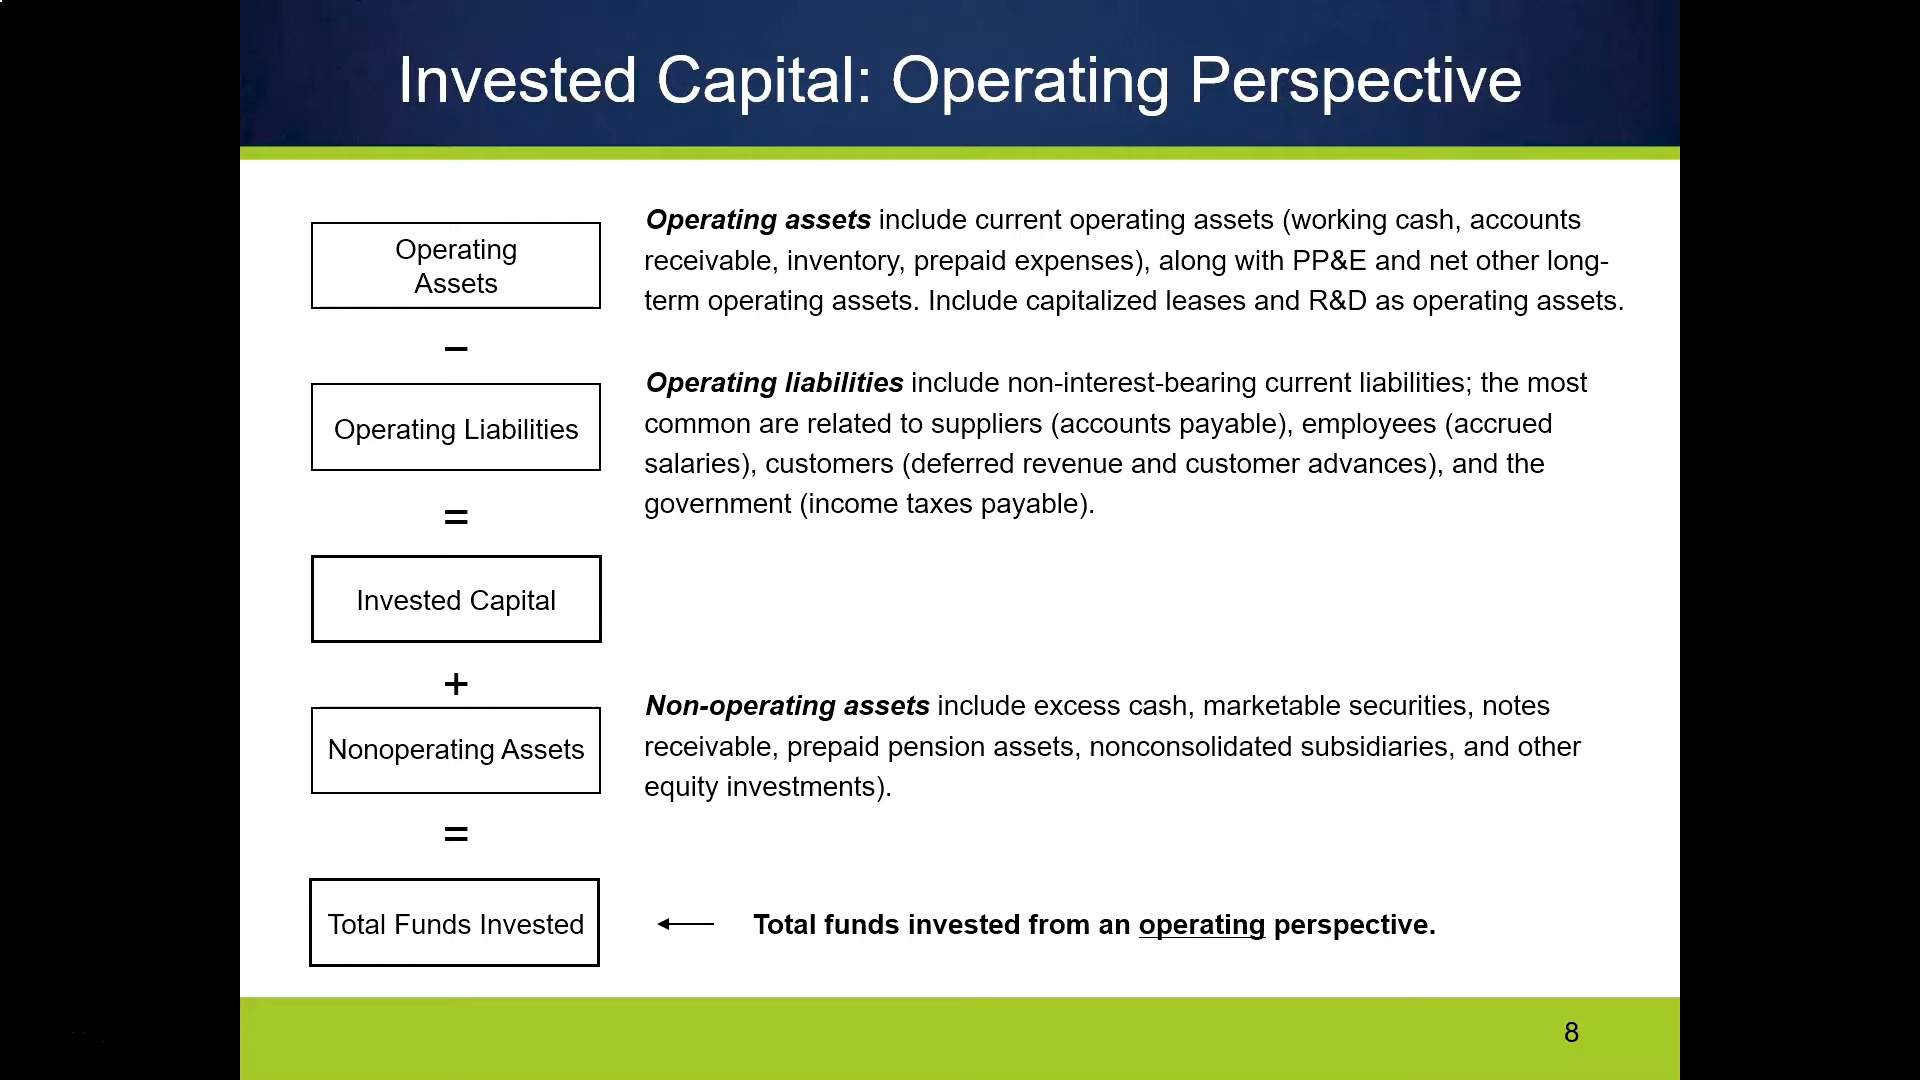 Invested Capital: Operating Perspective
Operating
Assets
Operating assets include current operating assets (working cash, accounts
receivable, inventory, prepaid expenses), along with PP&E and net other long-
term operating assets. Include capitalized leases and R&D as operating assets.
–
Operating Liabilities
Operating liabilities include non-interest-bearing current liabilities; the most
common are related to suppliers (accounts payable), employees (accrued
salaries), customers (deferred revenue and customer advances), and the
government (income taxes payable).
=
Invested Capital
+
Nonoperating Assets
Non-operating assets include excess cash, marketable securities, notes
receivable, prepaid pension assets, nonconsolidated subsidiaries, and other
equity investments).
=
Total Funds Invested
Total funds invested from an operating perspective.
8